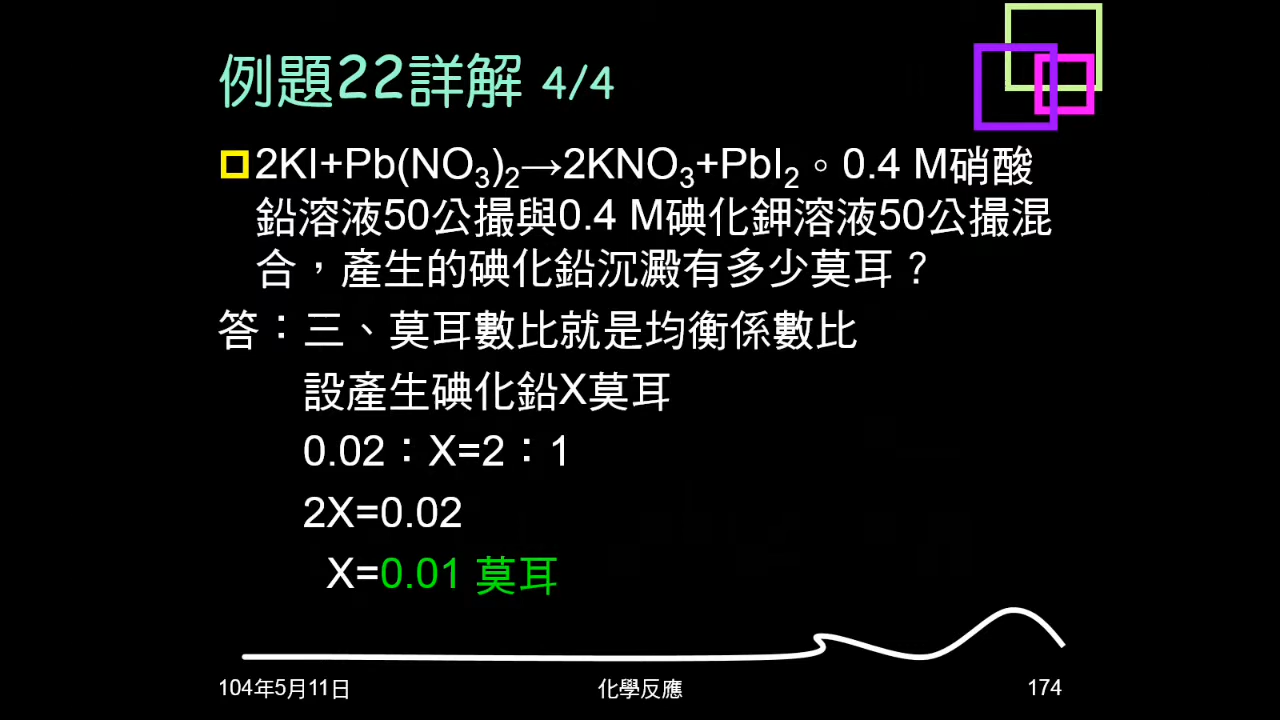 例題22詳解 4/4
2KI+Pb(NO₃)₂→2KNO₃+PbI₂。0.4 M硝酸
鉛溶液50公撮與0.4 M碘化鉀溶液50公撮混
合，產生的碘化鉛沉澱有多少莫耳？
答：三、莫耳數比就是均衡係數比
設產生碘化鉛X莫耳
0.02：X=2：1
2X=0.02
X=0.01 莫耳
104年5月11日
化學反應
174